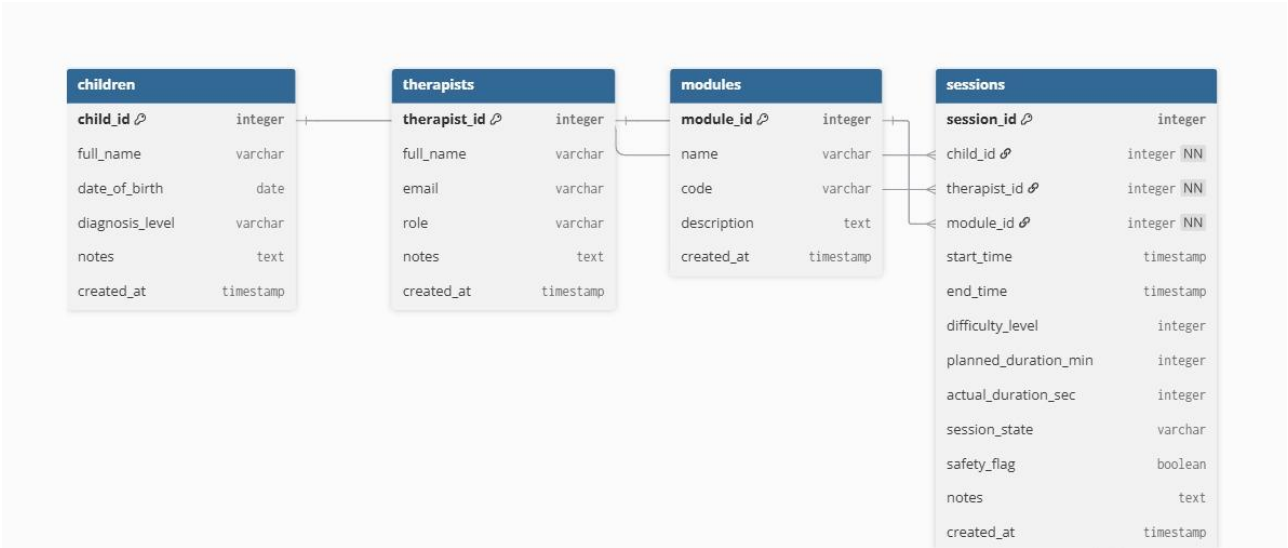 children
child_id integer
full_name varchar
date_of_birth date
diagnosis_level varchar
notes text
created_at timestamp
therapists
therapist_id integer
full_name varchar
email varchar
role varchar
notes text
created_at timestamp
modules
module_id integer
name varchar
code varchar
description text
created_at timestamp
sessions
session_id integer
child_id integer NN
therapist_id integer NN
module_id integer NN
start_time timestamp
end_time timestamp
difficulty_level integer
planned_duration_min integer
actual_duration_sec integer
session_state varchar
safety_flag boolean
notes text
created_at timestamp